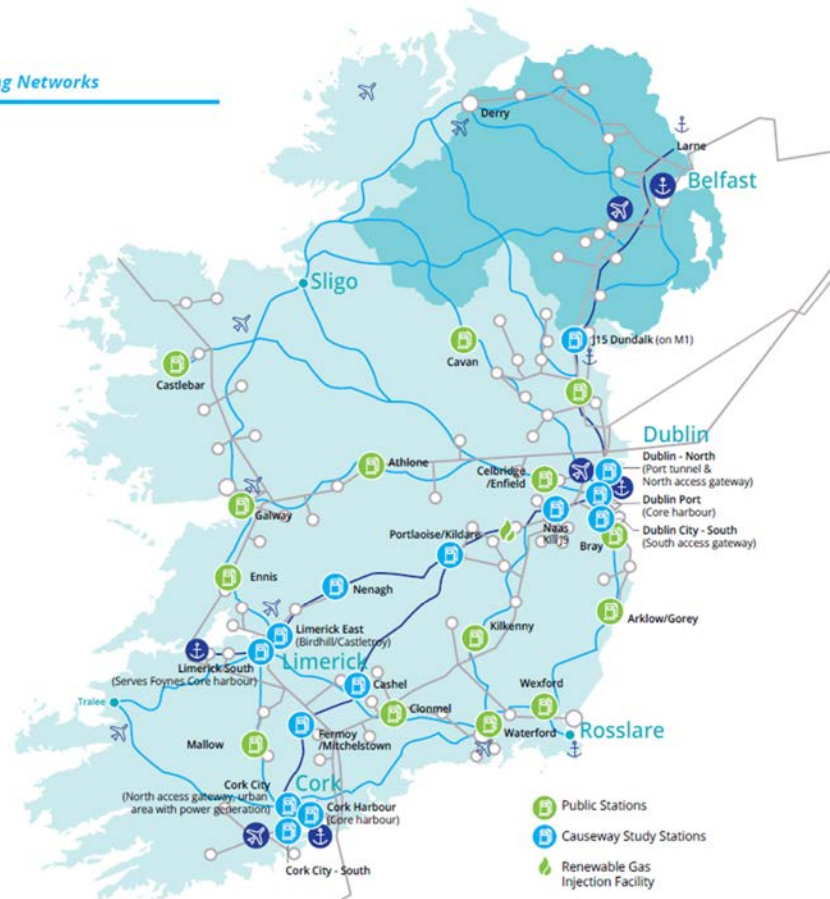 ng Networks
Derry
Larne
Belfast
Sligo
J15 Dundalk (on M1)
Cavan
Castlebar
Dublin
Dublin - North
(Port tunnel &
North access gateway)
Athlone
Celbridge
/Enfield
Dublin Port
(Core harbour)
Galway
Naas
Kill J9
Dublin City - South
(South access gateway)
Portlaoise/Kildare
Bray
Ennis
Nenagh
Arklow/Gorey
Kilkenny
Limerick East
(Birdhill/Castletroy)
Limerick
Limerick South
(Serves Foynes Core harbour)
Cashel
Wexford
Tralee
Clonmel
Rosslare
Waterford
Fermoy
/Mitchelstown
Mallow
Cork
Cork City
(North access gateway, urban
area with power generation)
Cork Harbour
(Core harbour)
Cork City - South
Public Stations
Causeway Study Stations
Renewable Gas
Injection Facility